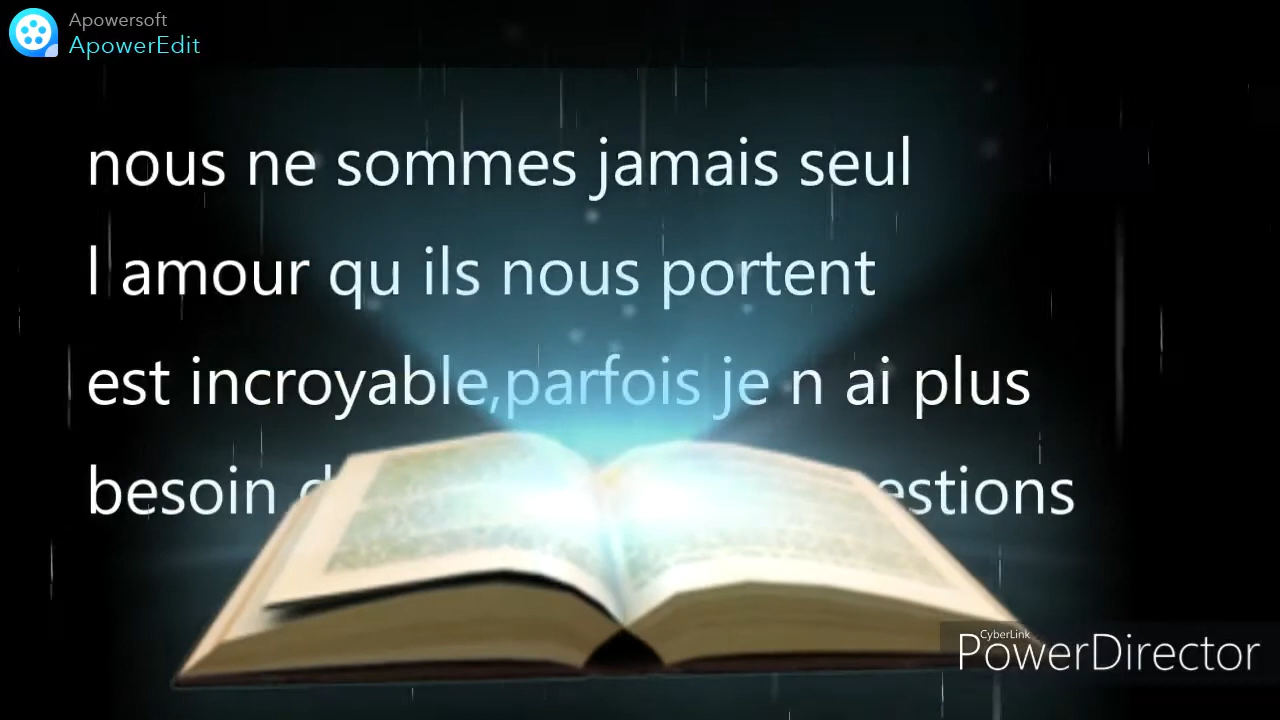 Apowersoft
ApowerEdit
nous ne sommes jamais seul
l amour qu ils nous portent
est incroyable,parfois je n ai plus
besoin
CyberLink
PowerDirector